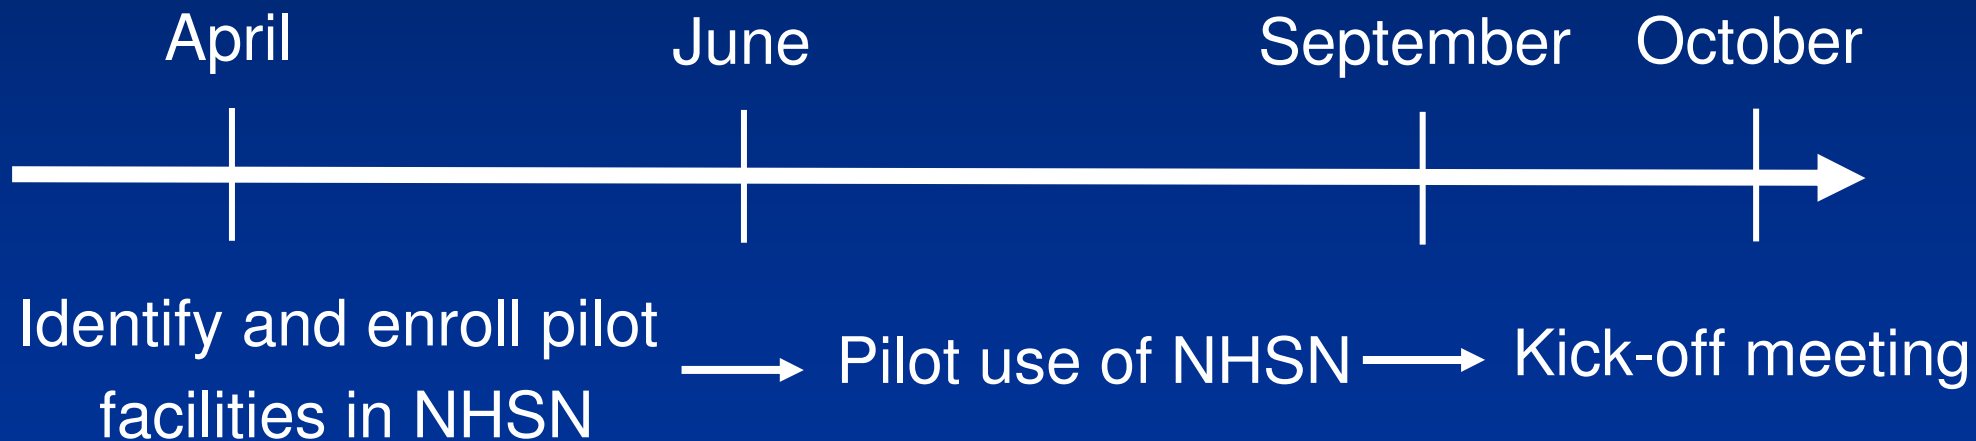 April
June
September
October
Identify and enroll pilot
facilities in NHSN
Pilot use of NHSN
Kick-off meeting